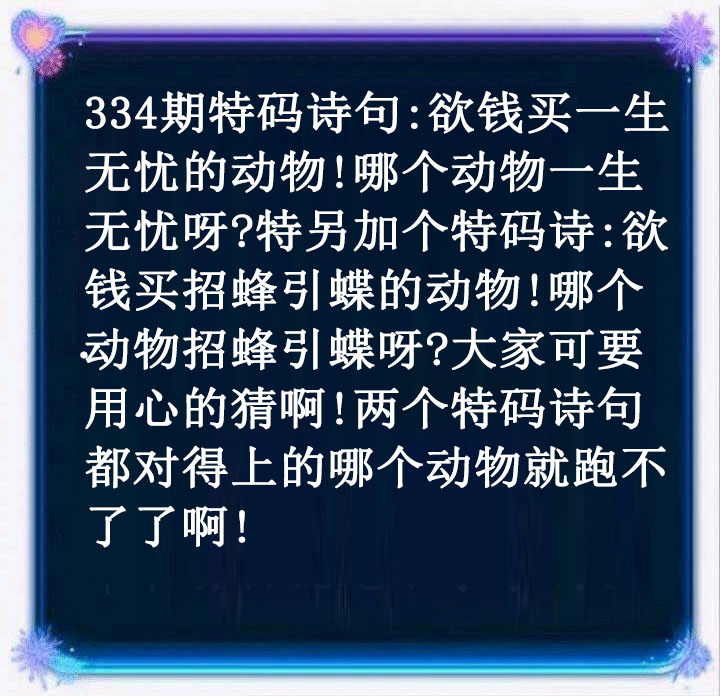 334期特码诗句:欲钱买一生
无忧的动物!哪个动物一生
无忧呀?特另加个特码诗:欲
钱买招蜂引蝶的动物!哪个
动物招蜂引蝶呀?大家可要
用心的猜啊!两个特码诗句
都对得上的哪个动物就跑不
了了啊!